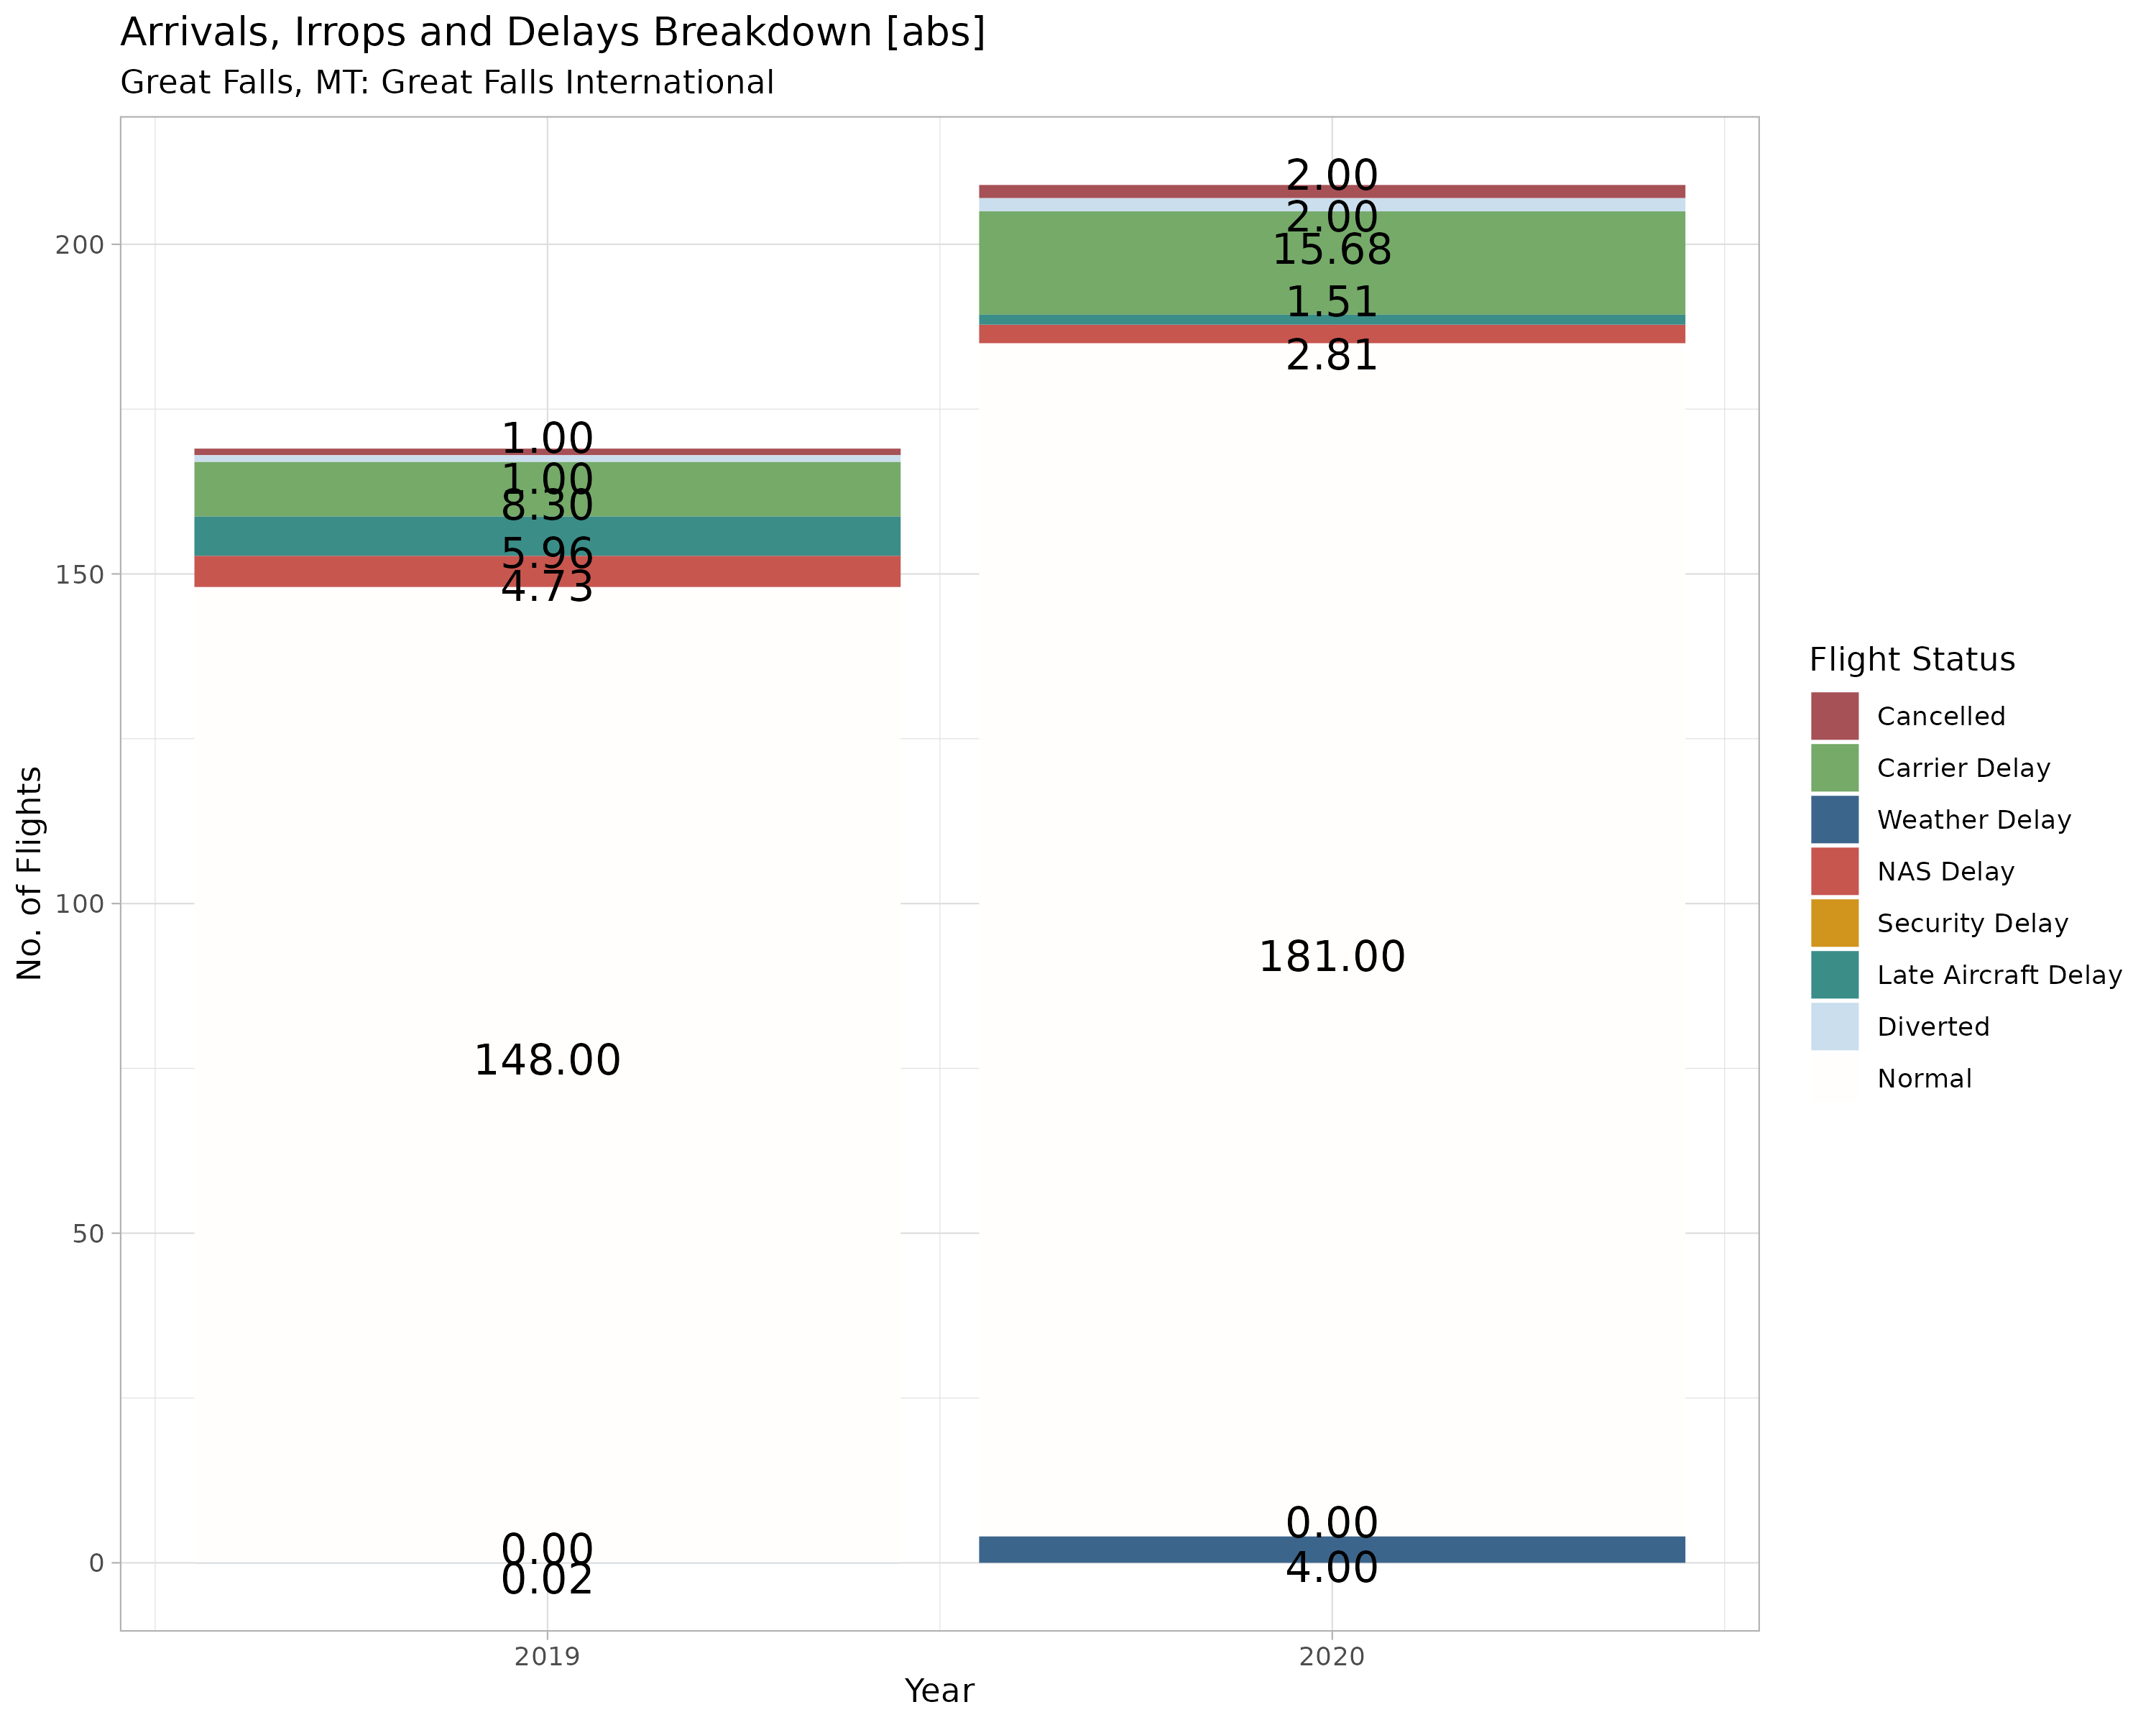 Arrivals, Irrops and Delays Breakdown [abs]
Great Falls, MT: Great Falls International
No. of Flights
200
150
100
50
0
1.00
1.00
8.30
5.96
4.73
148.00
0.00
0.02
2.00
2.00
15.68
1.51
2.81
181.00
0.00
4.00
2019
2020
Year
Flight Status
Cancelled
Carrier Delay
Weather Delay
NAS Delay
Security Delay
Late Aircraft Delay
Diverted
Normal